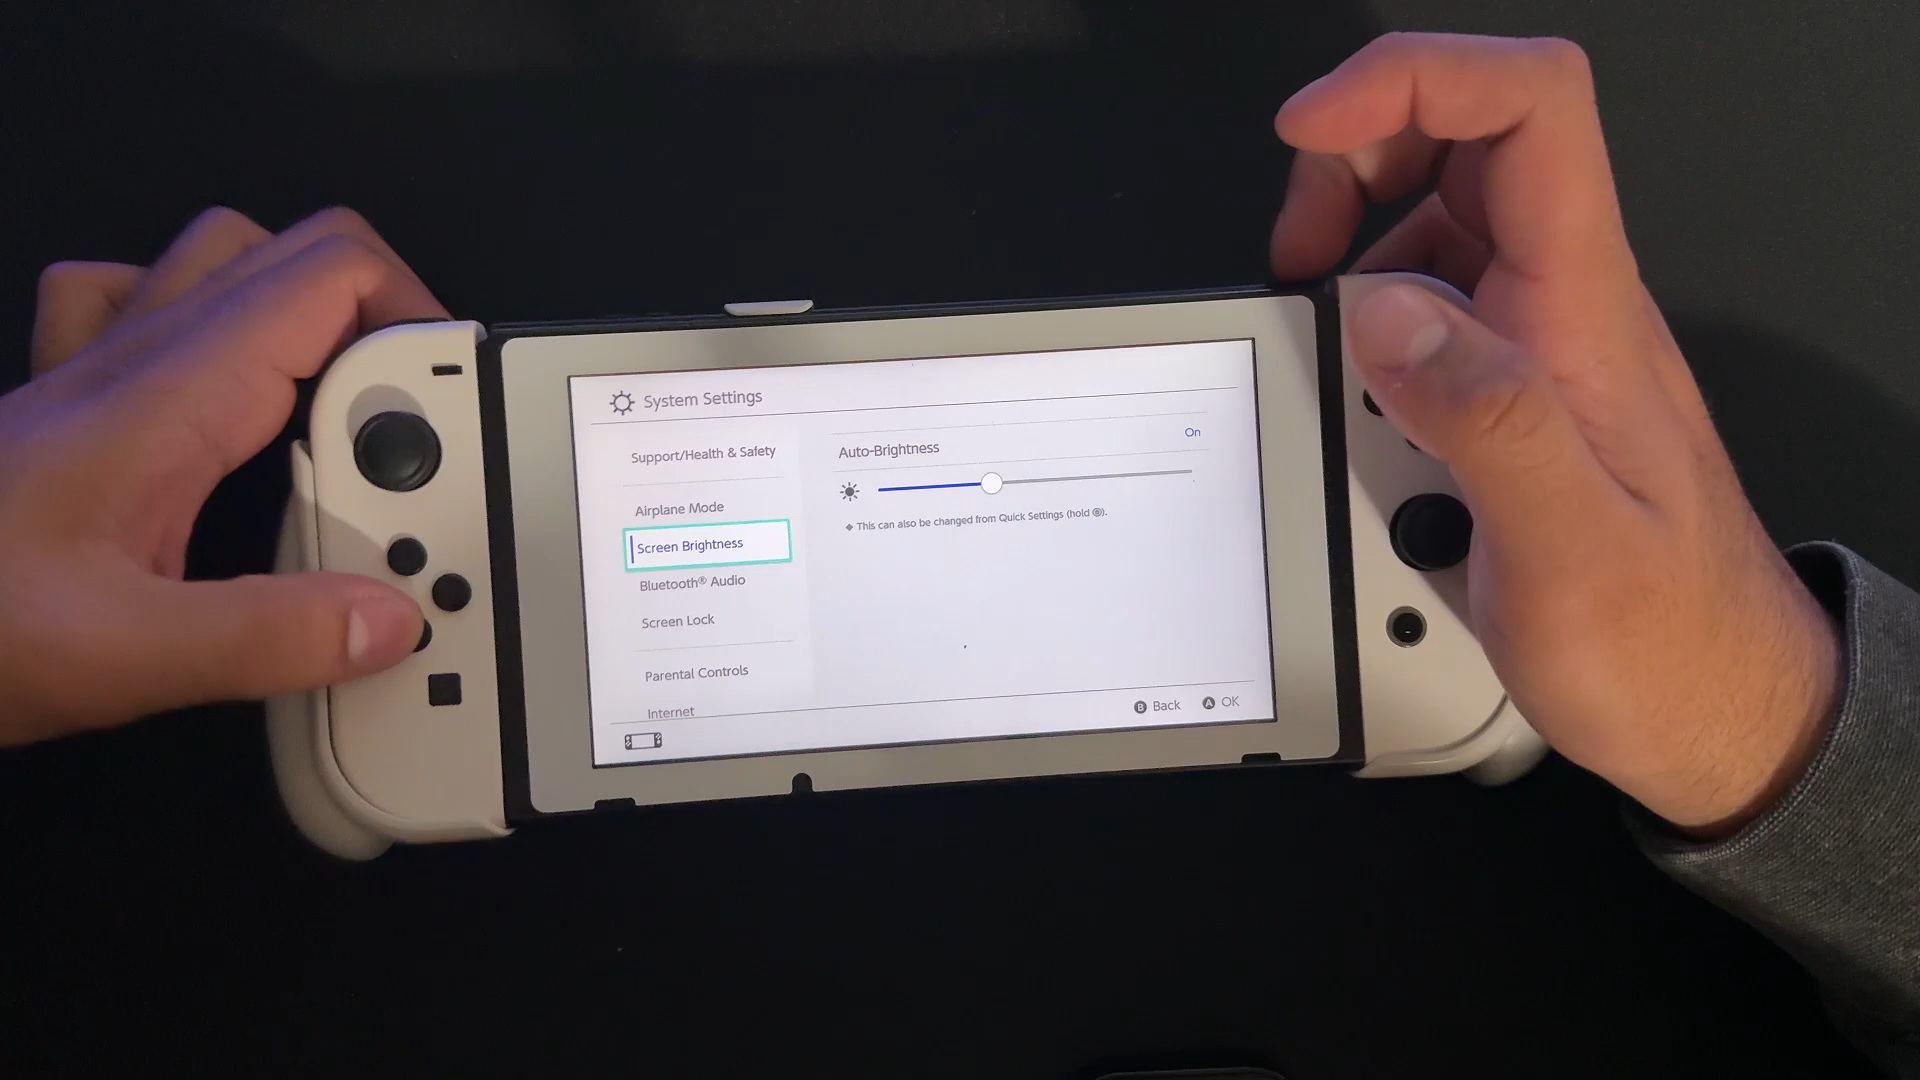 System Settings
Support/Health & Safety
Airplane Mode
Screen Brightness
Bluetooth® Audio
Screen Lock
Parental Controls
Internet
Auto-Brightness
On
This can also be changed from Quick Settings (hold ).
B Back
A OK